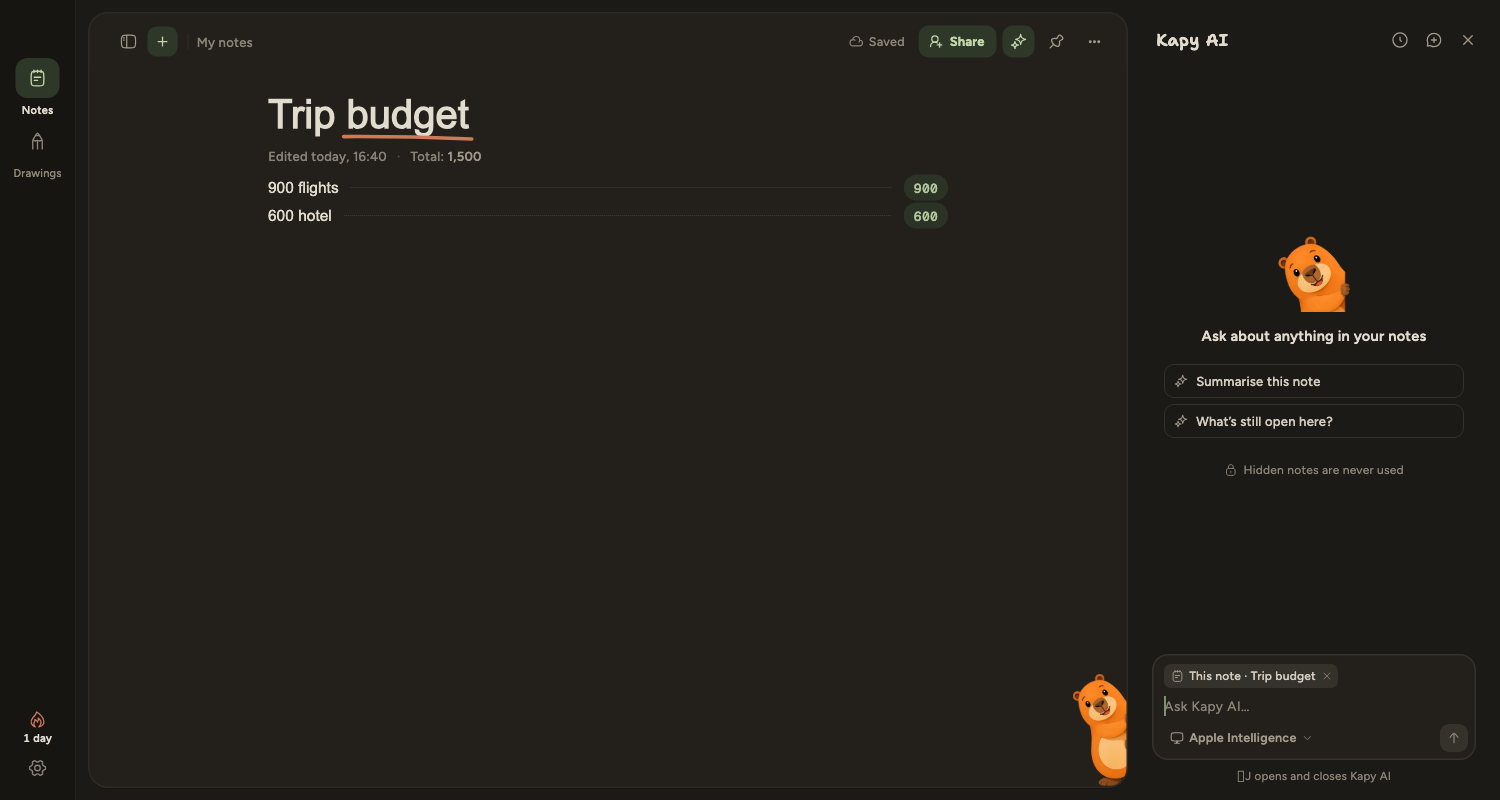 My notes
Saved
Share
Kapy AI
Notes
Drawings
Trip budget
Edited today, 16:40 · Total: 1,500
900 flights 900
600 hotel 600
Ask about anything in your notes
Summarise this note
What's still open here?
Hidden notes are never used
This note · Trip budget
Ask Kapy AI...
Apple Intelligence
J opens and closes Kapy AI
1 day